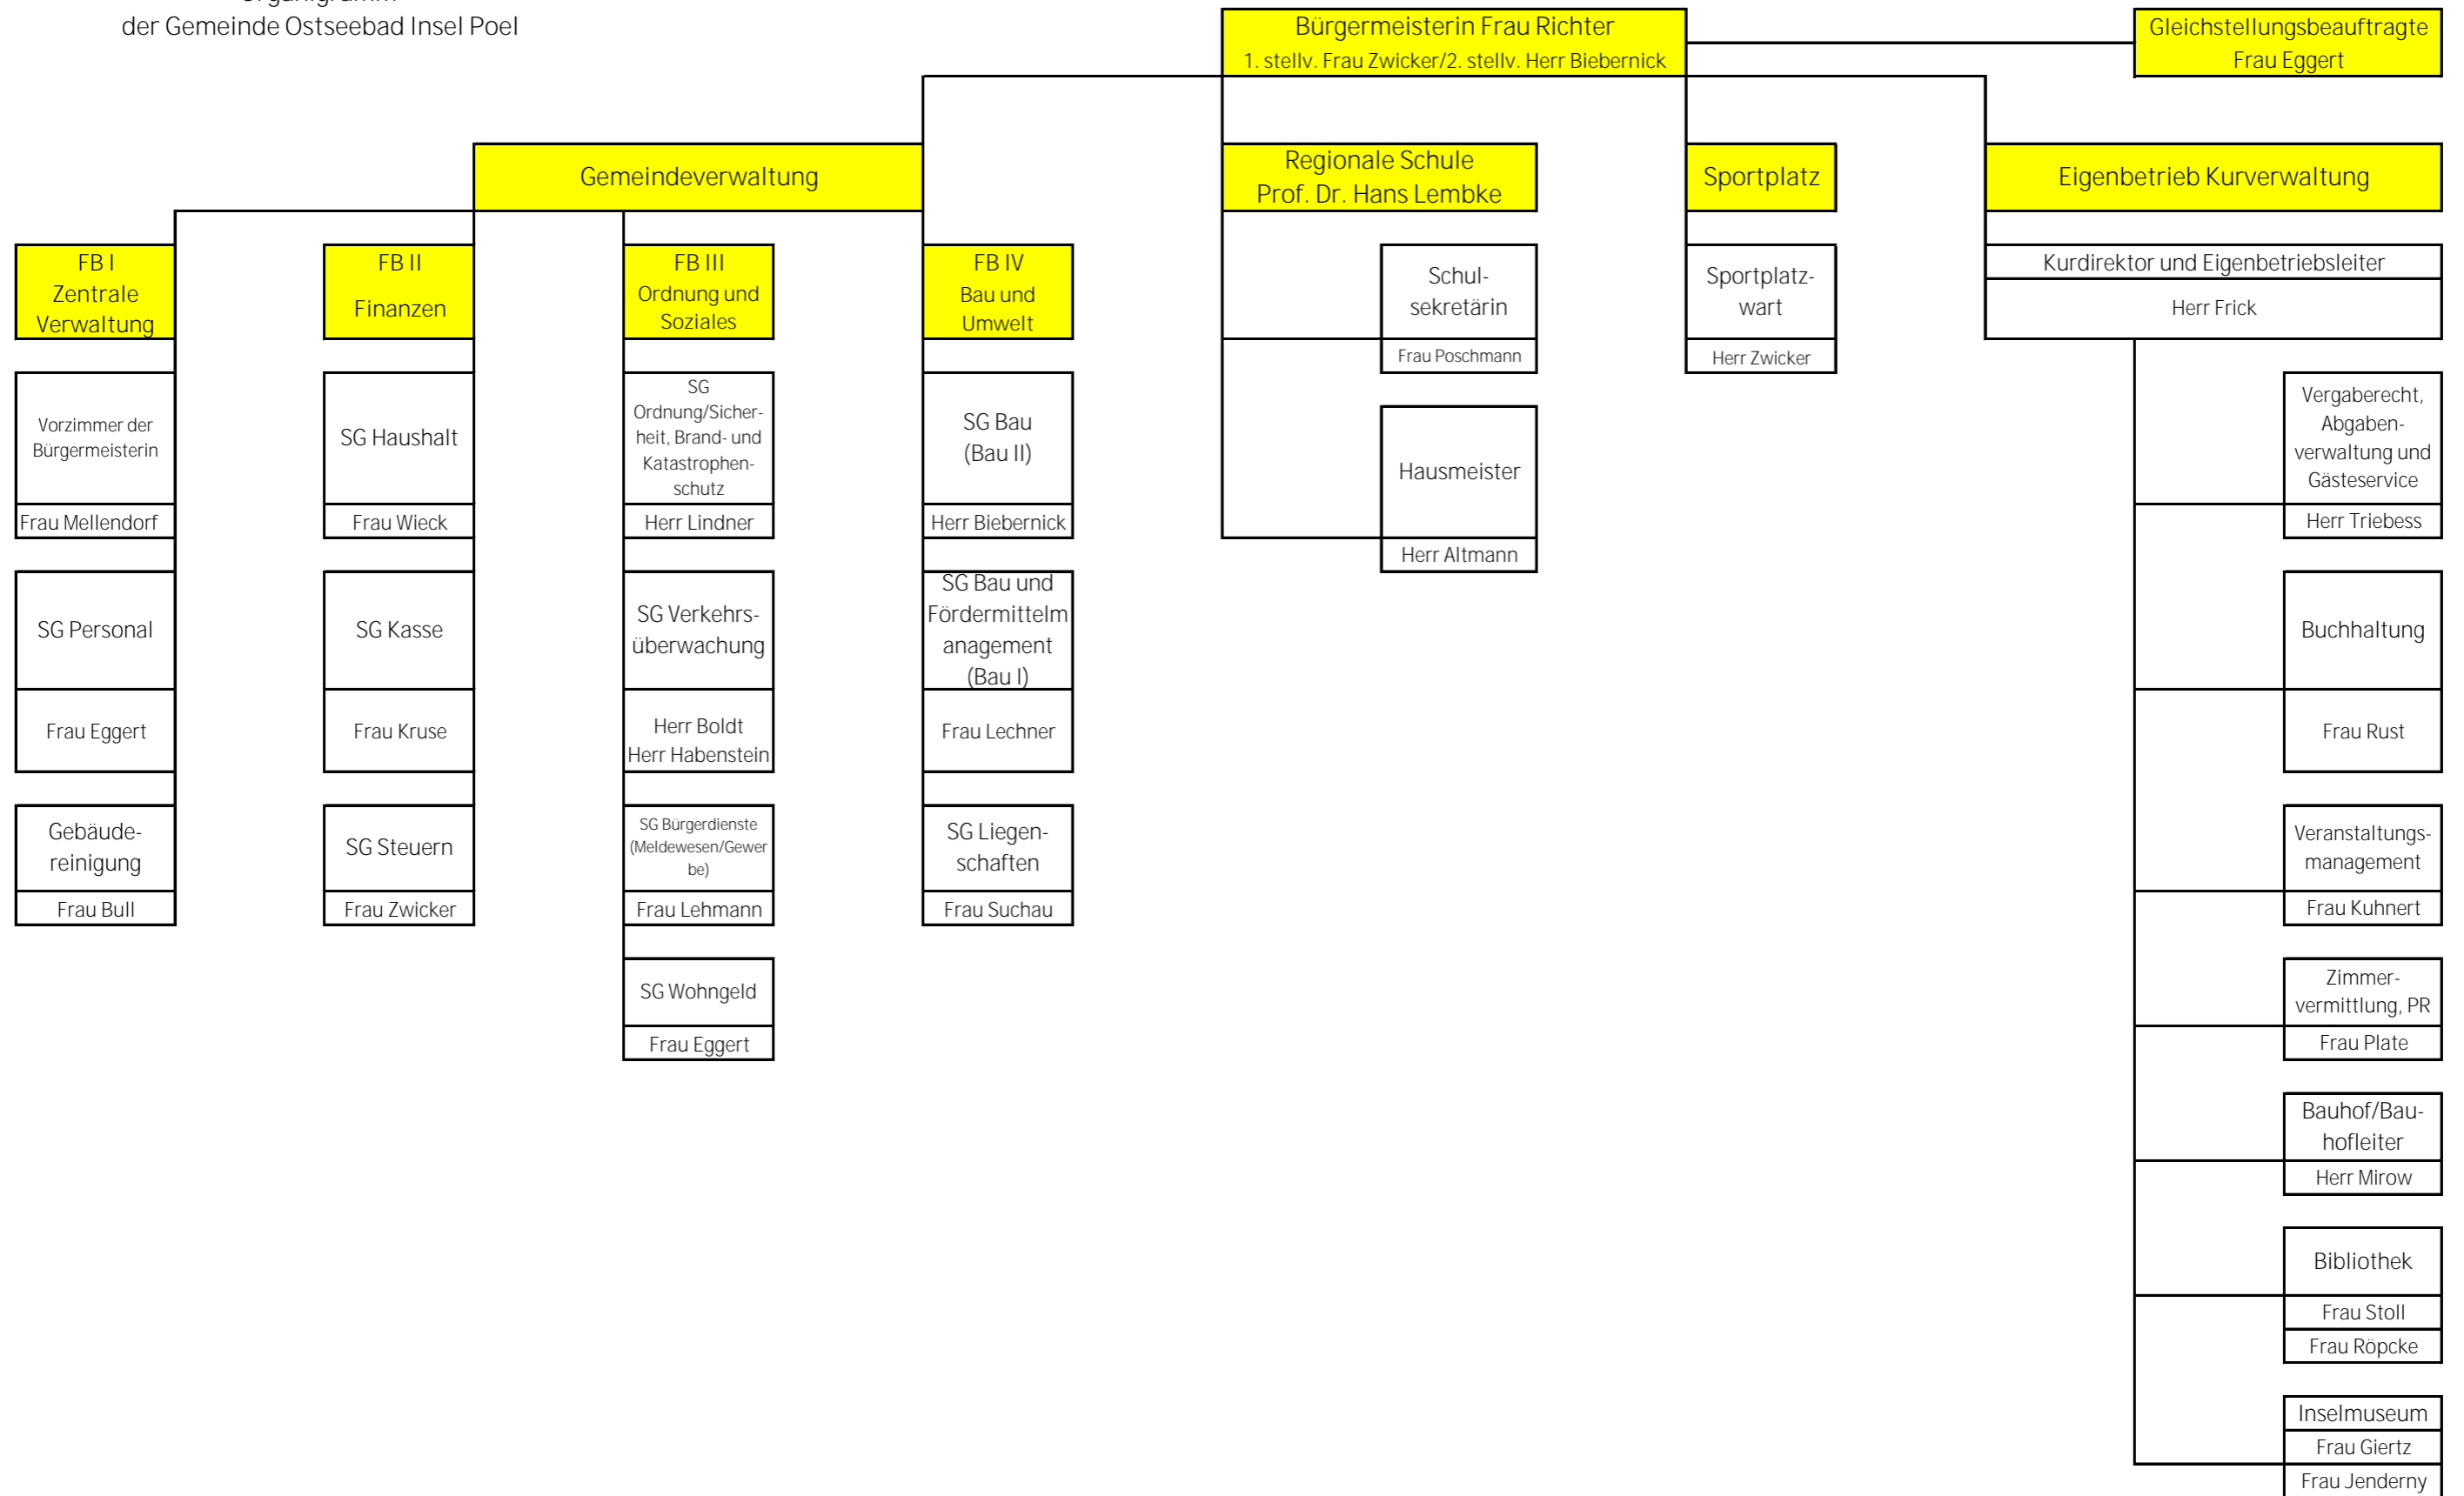 der Gemeinde Ostseebad Insel Poel
Bürgermeisterin Frau Richter
1. stellv. Frau Zwicker/2. stellv. Herr Biebernick
Gleichstellungsbeauftragte
Frau Eggert
Gemeindeverwaltung
Regionale Schule
Prof. Dr. Hans Lembke
Sportplatz
Eigenbetrieb Kurverwaltung
FB I
Zentrale
Verwaltung
FB II
Finanzen
FB III
Ordnung und
Soziales
FB IV
Bau und
Umwelt
Schul-
sekretärin
Frau Poschmann
Sportplatz-
wart
Herr Zwicker
Kurdirektor und Eigenbetriebsleiter
Herr Frick
Vorzimmer der
Bürgermeisterin
Frau Mellendorf
SG Haushalt
Frau Wieck
SG
Ordnung/Sicher-
heit, Brand- und
Katastrophen-
schutz
Herr Lindner
SG Bau
(Bau II)
Herr Biebernick
Hausmeister
Herr Altmann
Vergaberecht,
Abgaben-
verwaltung und
Gästeservice
Herr Triebess
SG Personal
Frau Eggert
SG Kasse
Frau Kruse
SG Verkehrs-
überwachung
Herr Boldt
Herr Habenstein
SG Bau und
Fördermittelm
anagement
(Bau I)
Frau Lechner
Buchhaltung
Frau Rust
Gebäude-
reinigung
Frau Bull
SG Steuern
Frau Zwicker
SG Bürgerdienste
(Meldewesen/Gewer
be)
Frau Lehmann
SG Liegen-
schaften
Frau Suchau
Veranstaltungs-
management
Frau Kuhnert
SG Wohngeld
Frau Eggert
Zimmer-
vermittlung, PR
Frau Plate
Bauhof/Bau-
hofleiter
Herr Mirow
Bibliothek
Frau Stoll
Frau Röpcke
Inselmuseum
Frau Giertz
Frau Jenderny